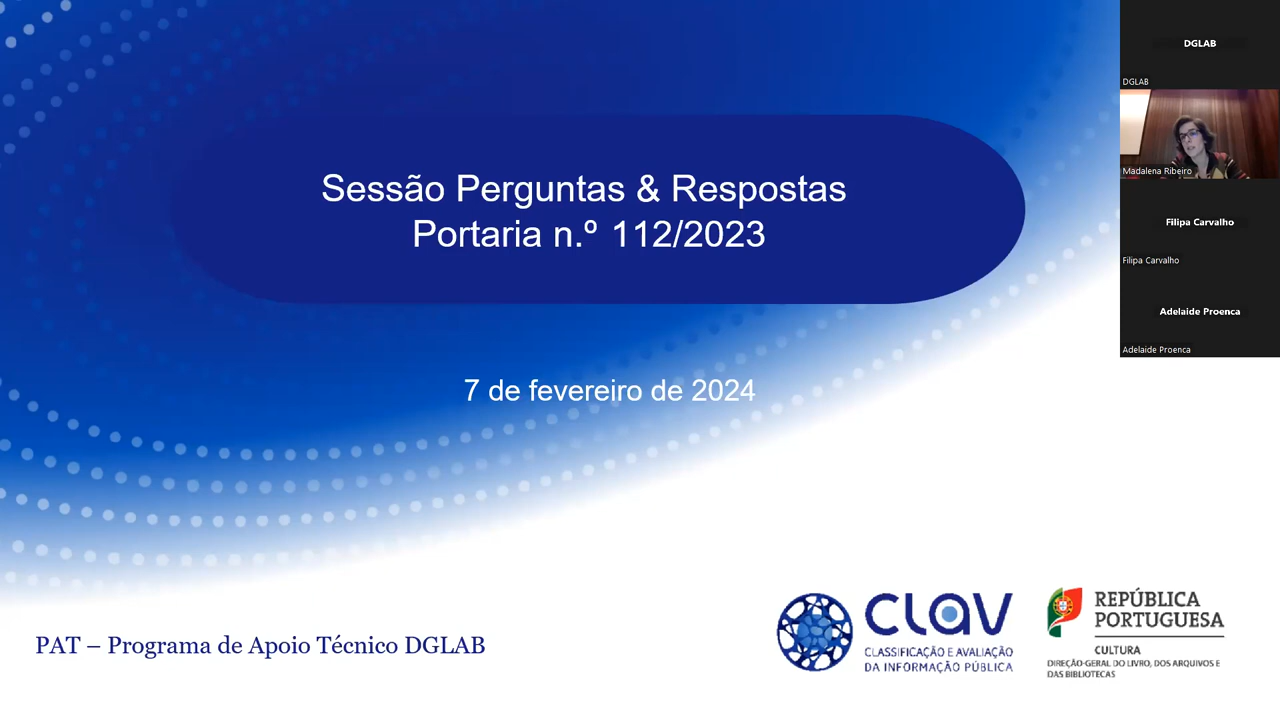 Sessão Perguntas & Respostas
Portaria n.º 112/2023
7 de fevereiro de 2024
PAT – Programa de Apoio Técnico DGLAB
CLAV
CLASSIFICAÇÃO E AVALIAÇÃO
DA INFORMAÇÃO PÚBLICA
REPÚBLICA
PORTUGUESA
CULTURA
DIREÇÃO-GERAL DO LIVRO, DOS ARQUIVOS E
DAS BIBLIOTECAS
DGLAB
DGLAB
Madalena Ribeiro
Filipa Carvalho
Filipa Carvalho
Adelaide Proenca
Adelaide Proenca